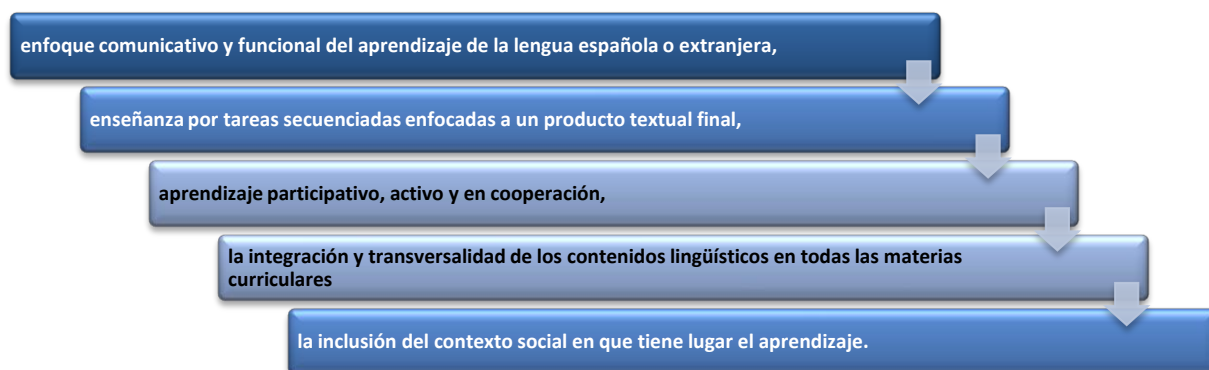 enfoque comunicativo y funcional del aprendizaje de la lengua española o extranjera,
enseñanza por tareas secuenciadas enfocadas a un producto textual final,
aprendizaje participativo, activo y en cooperación,
la integración y transversalidad de los contenidos lingüísticos en todas las materias
curriculares
la inclusión del contexto social en que tiene lugar el aprendizaje.